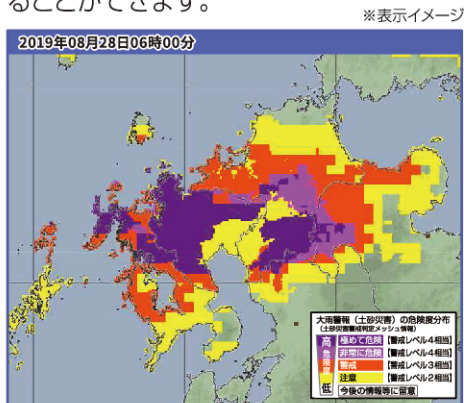 ることができます。
※表示イメージ
2019年08月28日06時00分
大雨警報（土砂災害）の危険度分布
（土砂災害警戒判定メッシュ情報）
高 極めて危険 【警戒レベル4相当】
危険度 非常に危険 【警戒レベル4相当】
警戒 【警戒レベル3相当】
注意 【警戒レベル2相当】
低 今後の情報等に留意